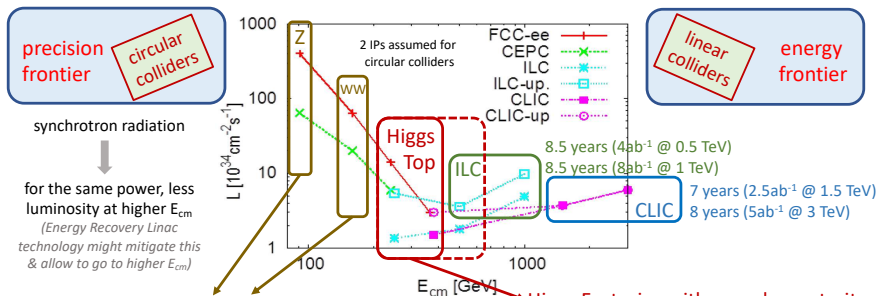 precision
frontier
circular
colliders
synchrotron radiation
for the same power, less
luminosity at higher Ecm
(Energy Recovery Linac
technology might mitigate this
& allow to go to higher Ecm)
L [10^34 cm^-2 s^-1]
1000
100
10
1
Z
WW
2 IPs assumed for
circular colliders
FCC-ee
CEPC
ILC
ILC-up.
CLIC
CLIC-up
Higgs
Top
ILC
CLIC
100
1000
Ecm [GeV]
linear
colliders
energy
frontier
8.5 years (4ab^-1 @ 0.5 TeV)
8.5 years (8ab^-1 @ 1 TeV)
7 years (2.5ab^-1 @ 1.5 TeV)
8 years (5ab^-1 @ 3 TeV)